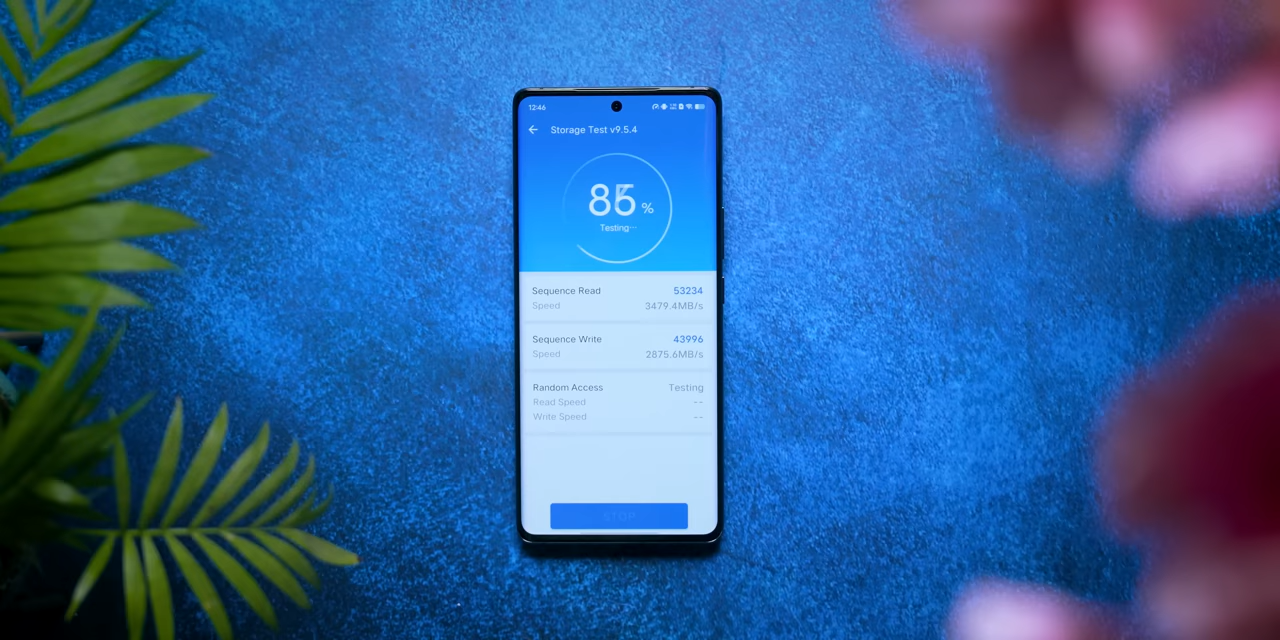 12:46
Storage Test v9.5.4
%
Testing···
Sequence Read 53234
Speed 3479.4MB/s
Sequence Write 43996
Speed 2875.6MB/s
Random Access Testing
Read Speed --
Write Speed --
STOP